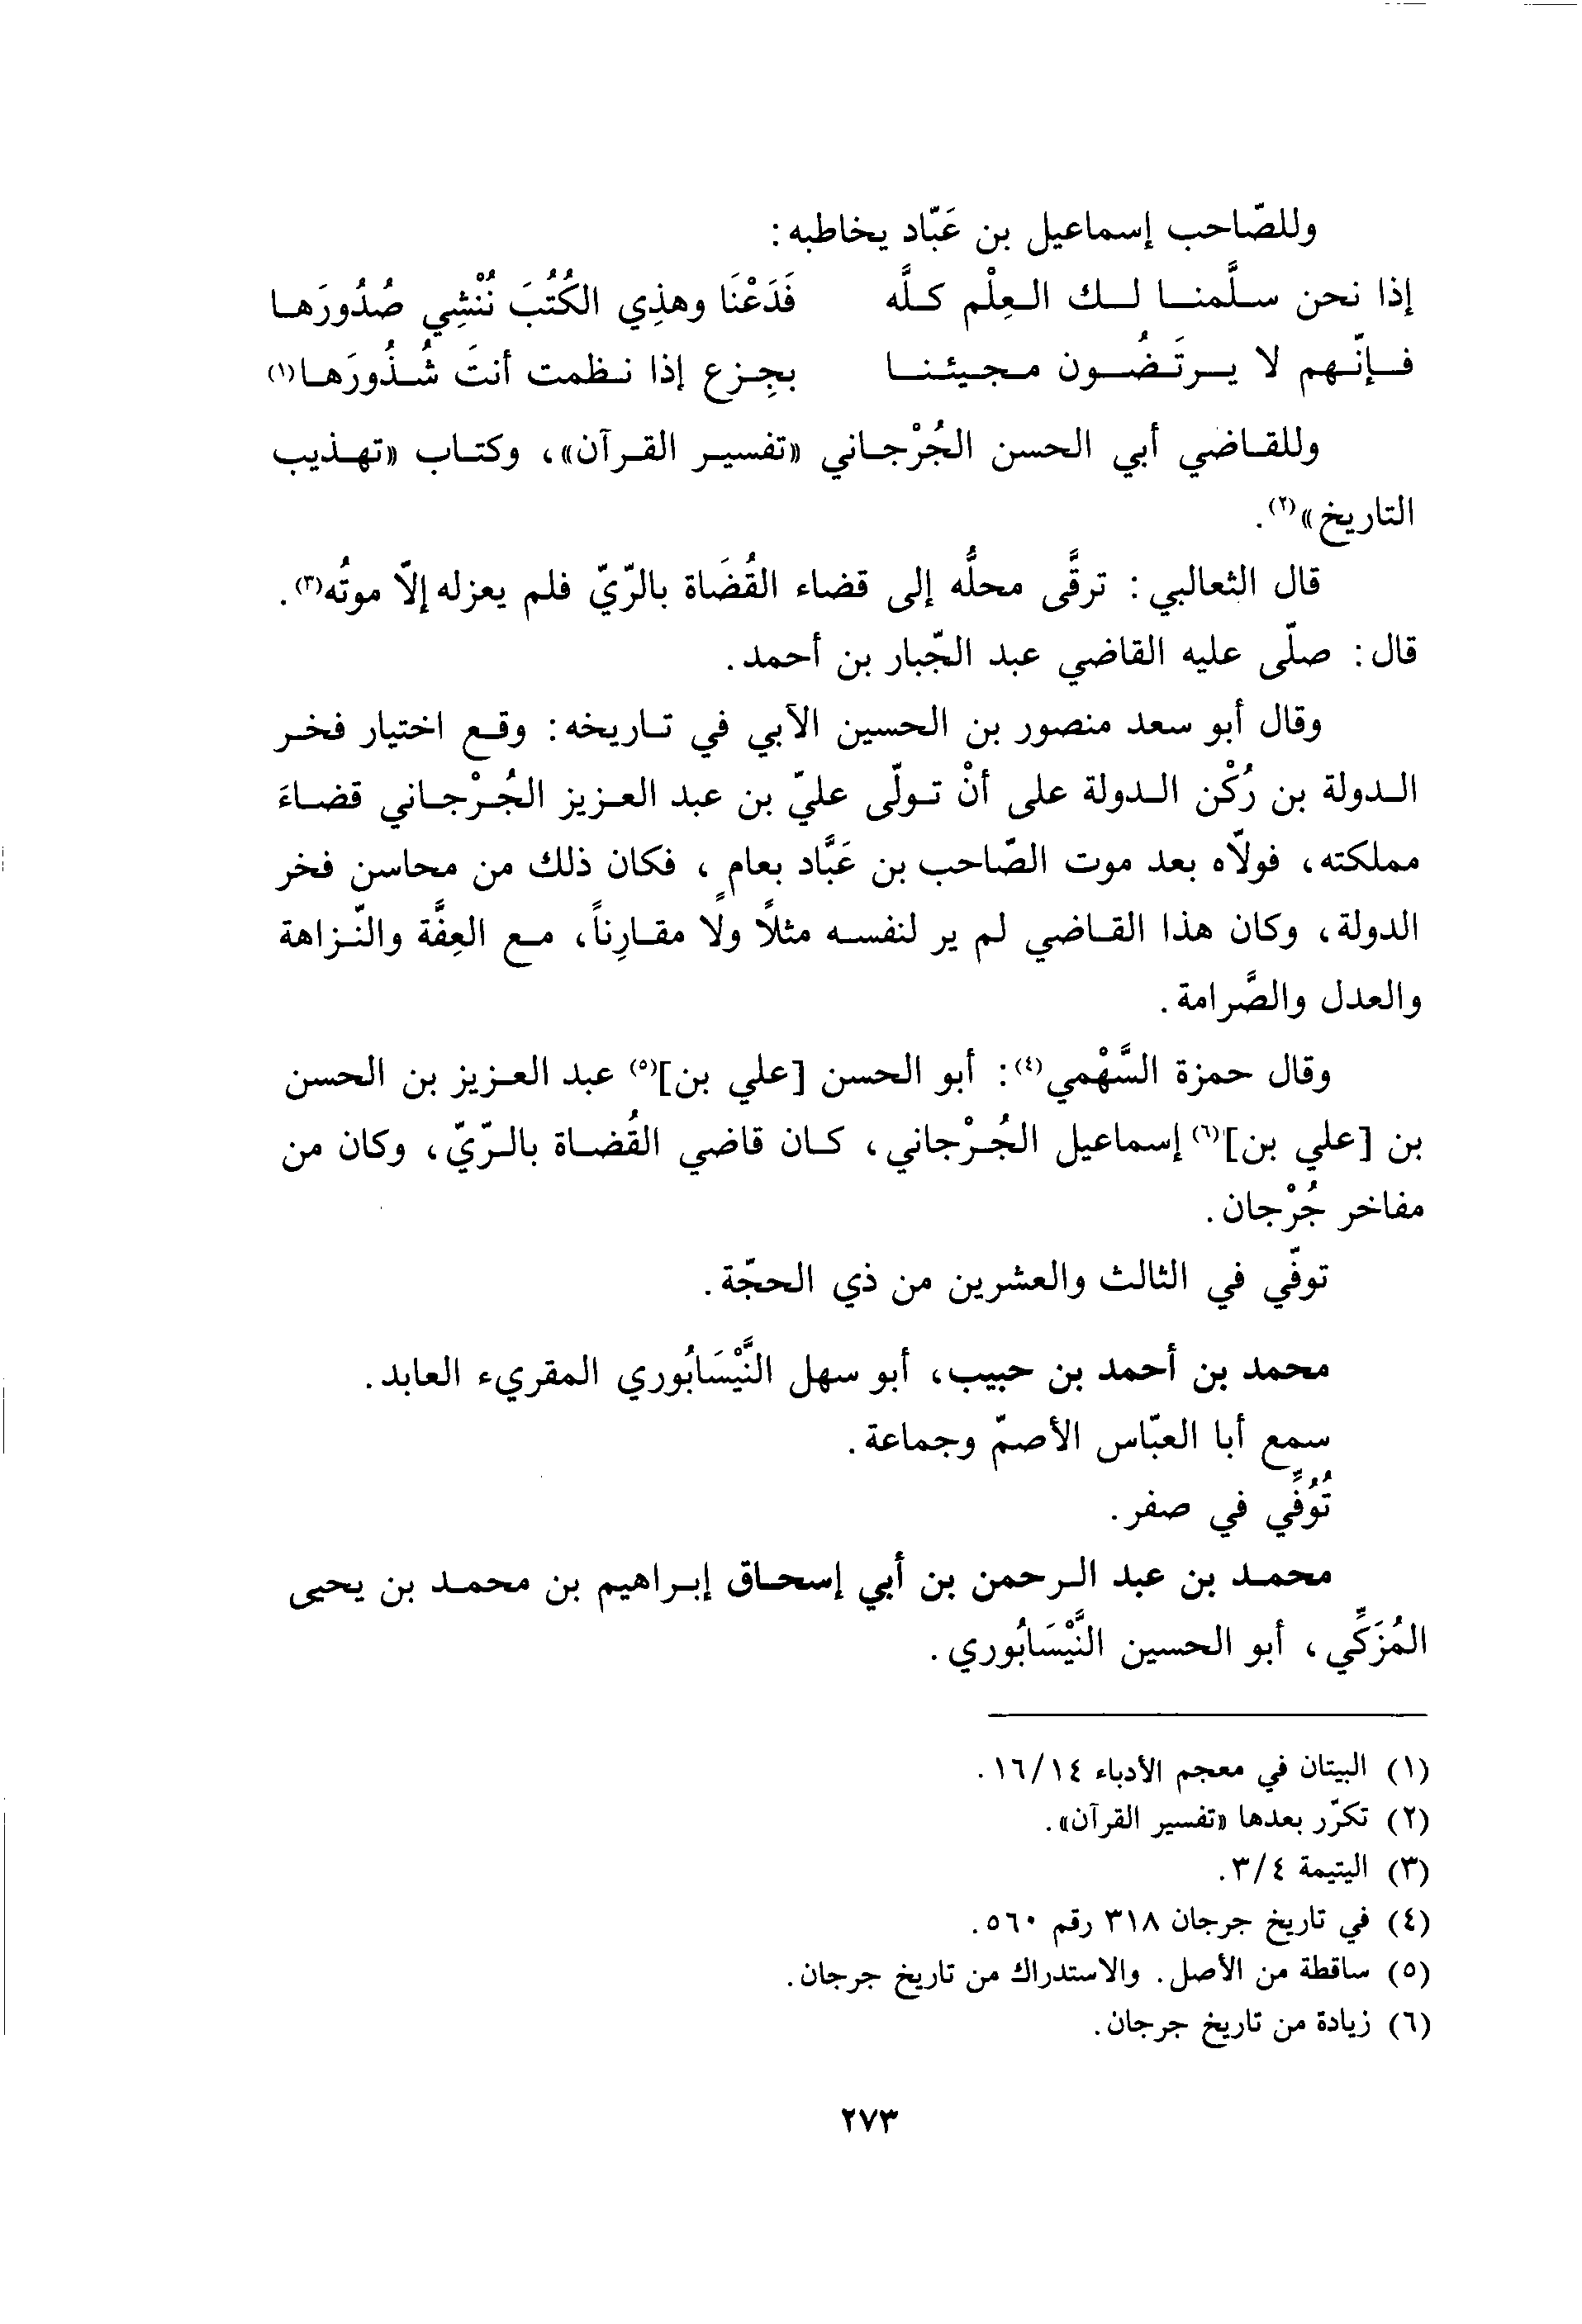 وللصّاحب إسماعيل بن عَبّاد يخاطبه:
إذا نحن سلَّمنا لك العِلْم كلَّه فَدَعْنَا وهذِي الكُتُبَ نُنْشِي صُدُورَها
فإنّهم لا يرتَضُون مجيئنا بجِزع إذا نظمت أنتَ شُذُورَها(١)
وللقاضي أبي الحسن الجُرْجاني «تفسير القرآن»، وكتاب «تهذيب
التاريخ»(٢).
قال الثعالبي: ترقَّى محلُّه إلى قضاء القُضَاة بالرّيّ فلم يعزله إلاّ موتُه(٣).
قال: صلّى عليه القاضي عبد الجّبار بن أحمد.
وقال أبو سعد منصور بن الحسين الآبي في تاريخه: وقع اختيار فخر
الدولة بن رُكْن الدولة على أنْ تولّى عليّ بن عبد العزيز الجُرْجاني قضاءَ
مملكته، فولاّه بعد موت الصّاحب بن عَبَّاد بعام، فكان ذلك من محاسن فخر
الدولة، وكان هذا القاضي لم ير لنفسه مثلاً ولا مقارِناً، مع العِفَّة والنّزاهة
والعدل والصَّرامة.
وقال حمزة السَّهْمي(٤): أبو الحسن [علي بن](٥) عبد العزيز بن الحسن
بن [علي بن](٦) إسماعيل الجُرْجاني، كان قاضي القُضاة بالرّيّ، وكان من
مفاخر جُرْجان.
توفّي في الثالث والعشرين من ذي الحجّة.
محمد بن أحمد بن حبيب، أبو سهل النَّيْسَابُوري المقريء العابد.
سمع أبا العبّاس الأصمّ وجماعة.
تُوُفِّي في صفر.
محمد بن عبد الرحمن بن أبي إسحاق إبراهيم بن محمد بن يحيى
المُزَكِّي، أبو الحسين النَّيْسَابُوري.
(١) البيتان في معجم الأدباء ١٦/١٤.
(٢) تكرّر بعدها «تفسير القرآن».
(٣) اليتيمة ٣/٤.
(٤) في تاريخ جرجان ٣١٨ رقم ٥٦٠.
(٥) ساقطة من الأصل. والاستدراك من تاريخ جرجان.
(٦) زيادة من تاريخ جرجان.
٢٧٣